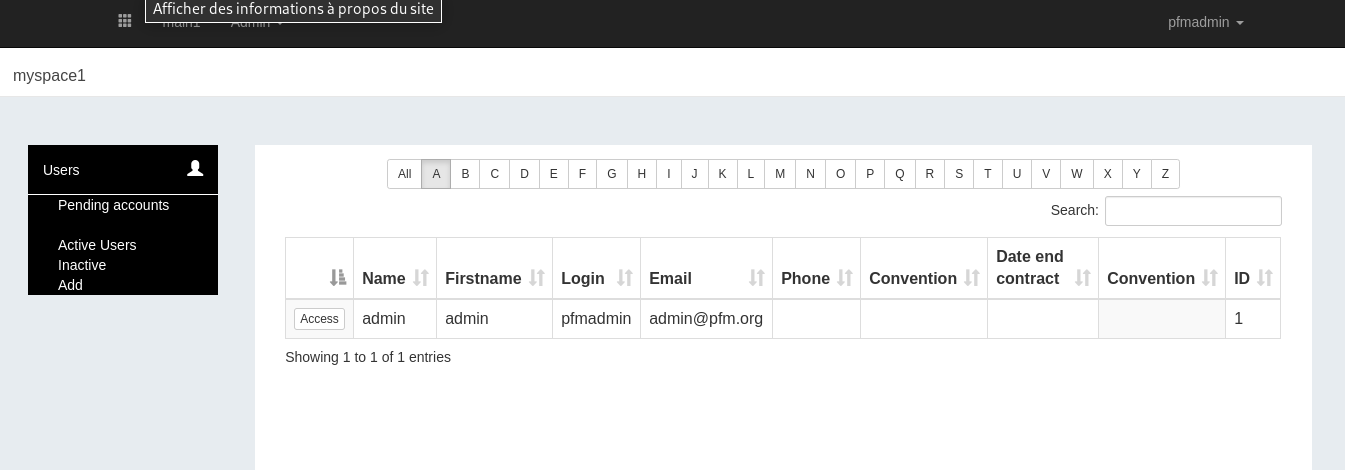 Afficher des informations à propos du site
main1 Admin
pfmadmin
myspace1
Users
Pending accounts
Active Users
Inactive
Add
All A B C D E F G H I J K L M N O P Q R S T U V W X Y Z
Search:
Name Firstname Login Email Phone Convention Date end contract Convention ID
Access admin admin pfmadmin admin@pfm.org 1
Showing 1 to 1 of 1 entries